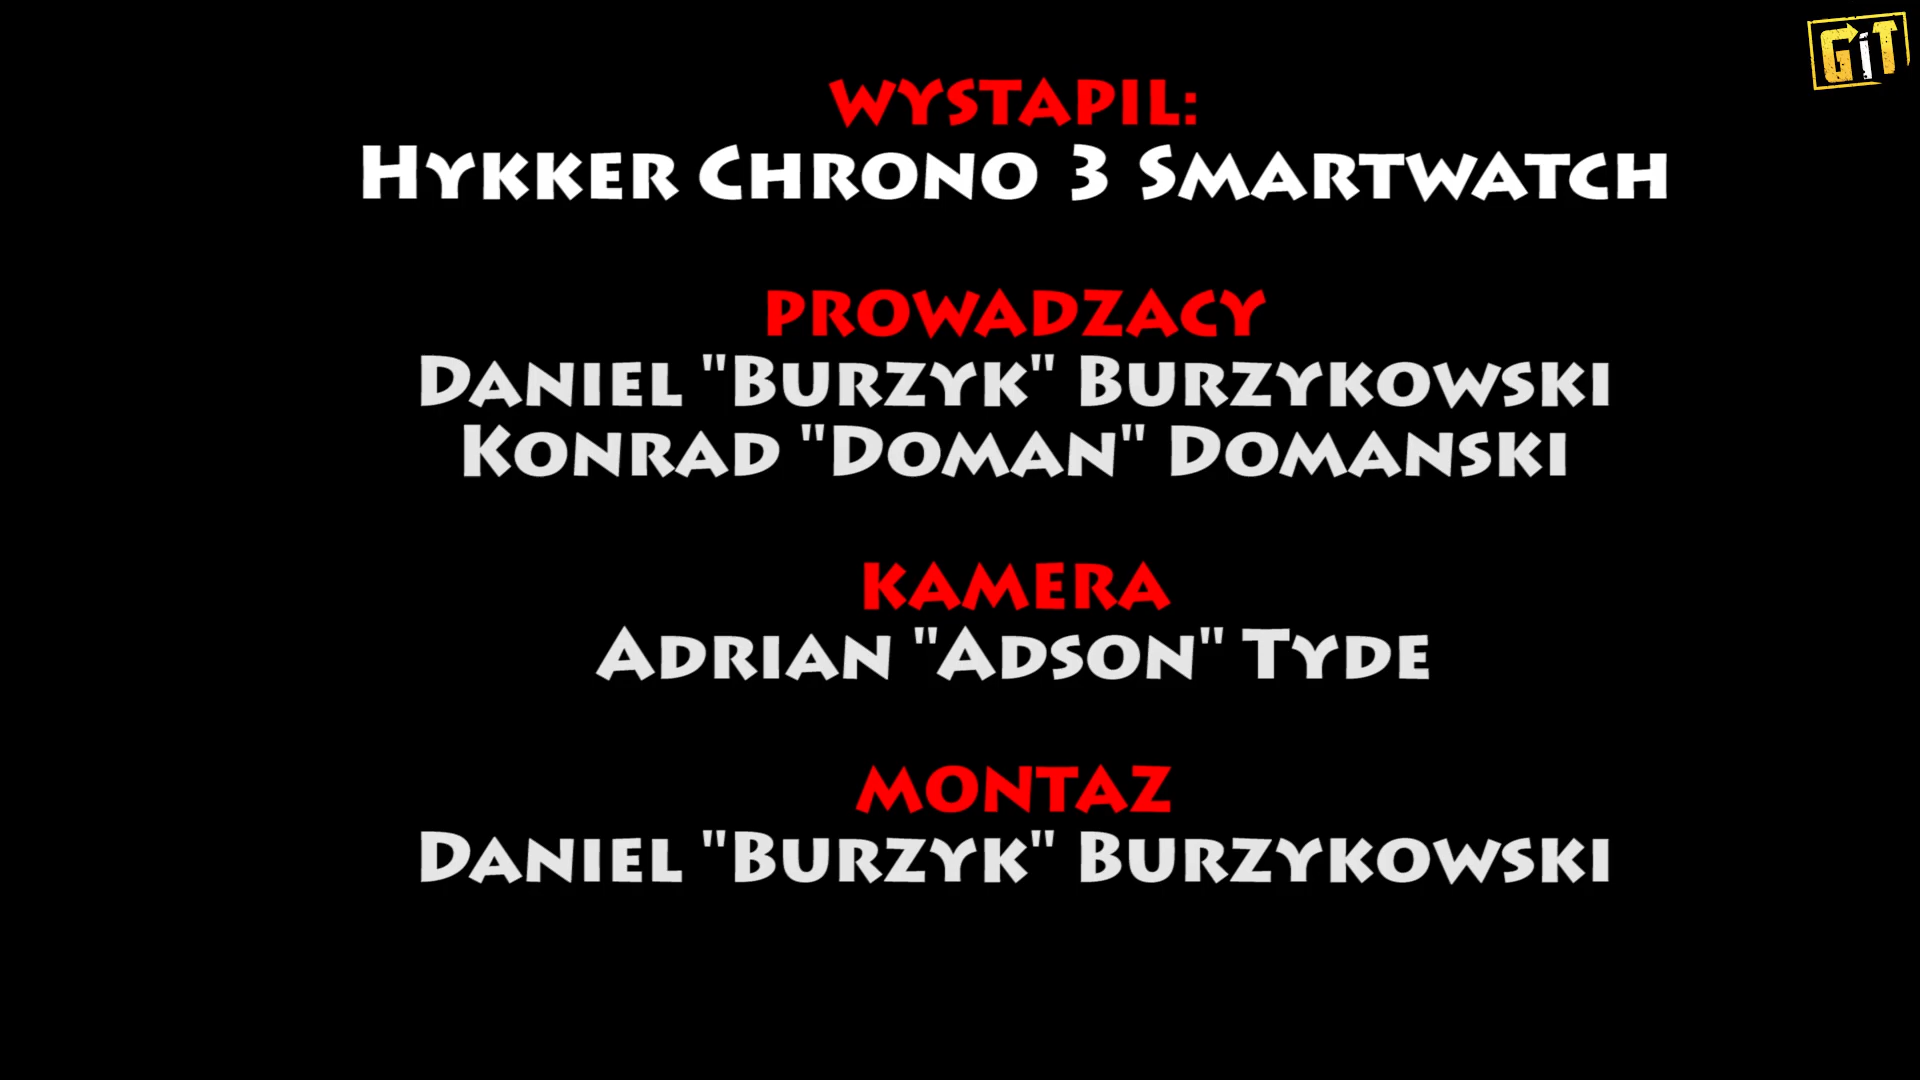 GiT
WYSTAPIL:
HYKKER CHRONO 3 SMARTWATCH
PROWADZACY
DANIEL "BURZYK" BURZYKOWSKI
KONRAD "DOMAN" DOMANSKI
KAMERA
ADRIAN "ADSON" TYDE
MONTAZ
DANIEL "BURZYK" BURZYKOWSKI